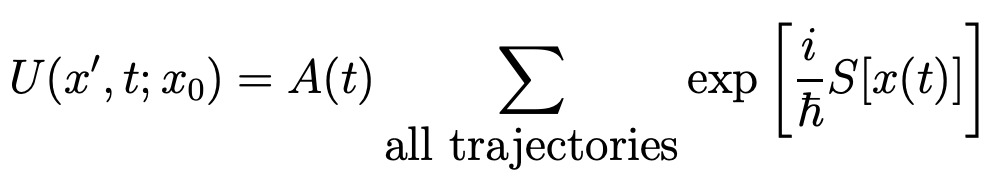 U(x′, t; x₀) = A(t) ∑ exp [ i/ħ S[x(t)] ]
all trajectories